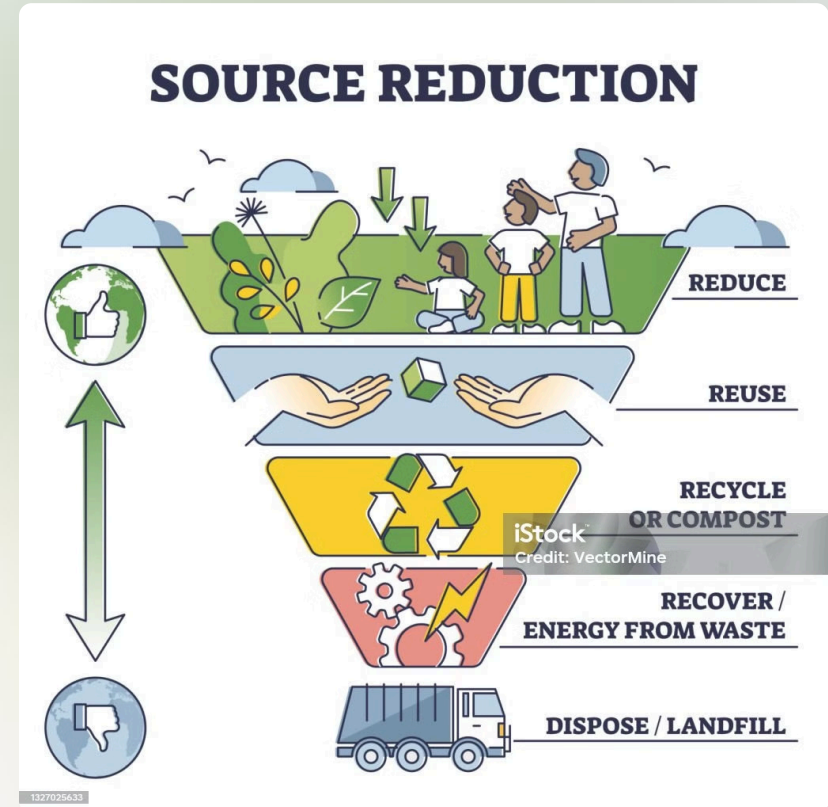 SOURCE REDUCTION
REDUCE
REUSE
RECYCLE
OR COMPOST
iStock
Credit: VectorMine
RECOVER /
ENERGY FROM WASTE
DISPOSE / LANDFILL
1327025633